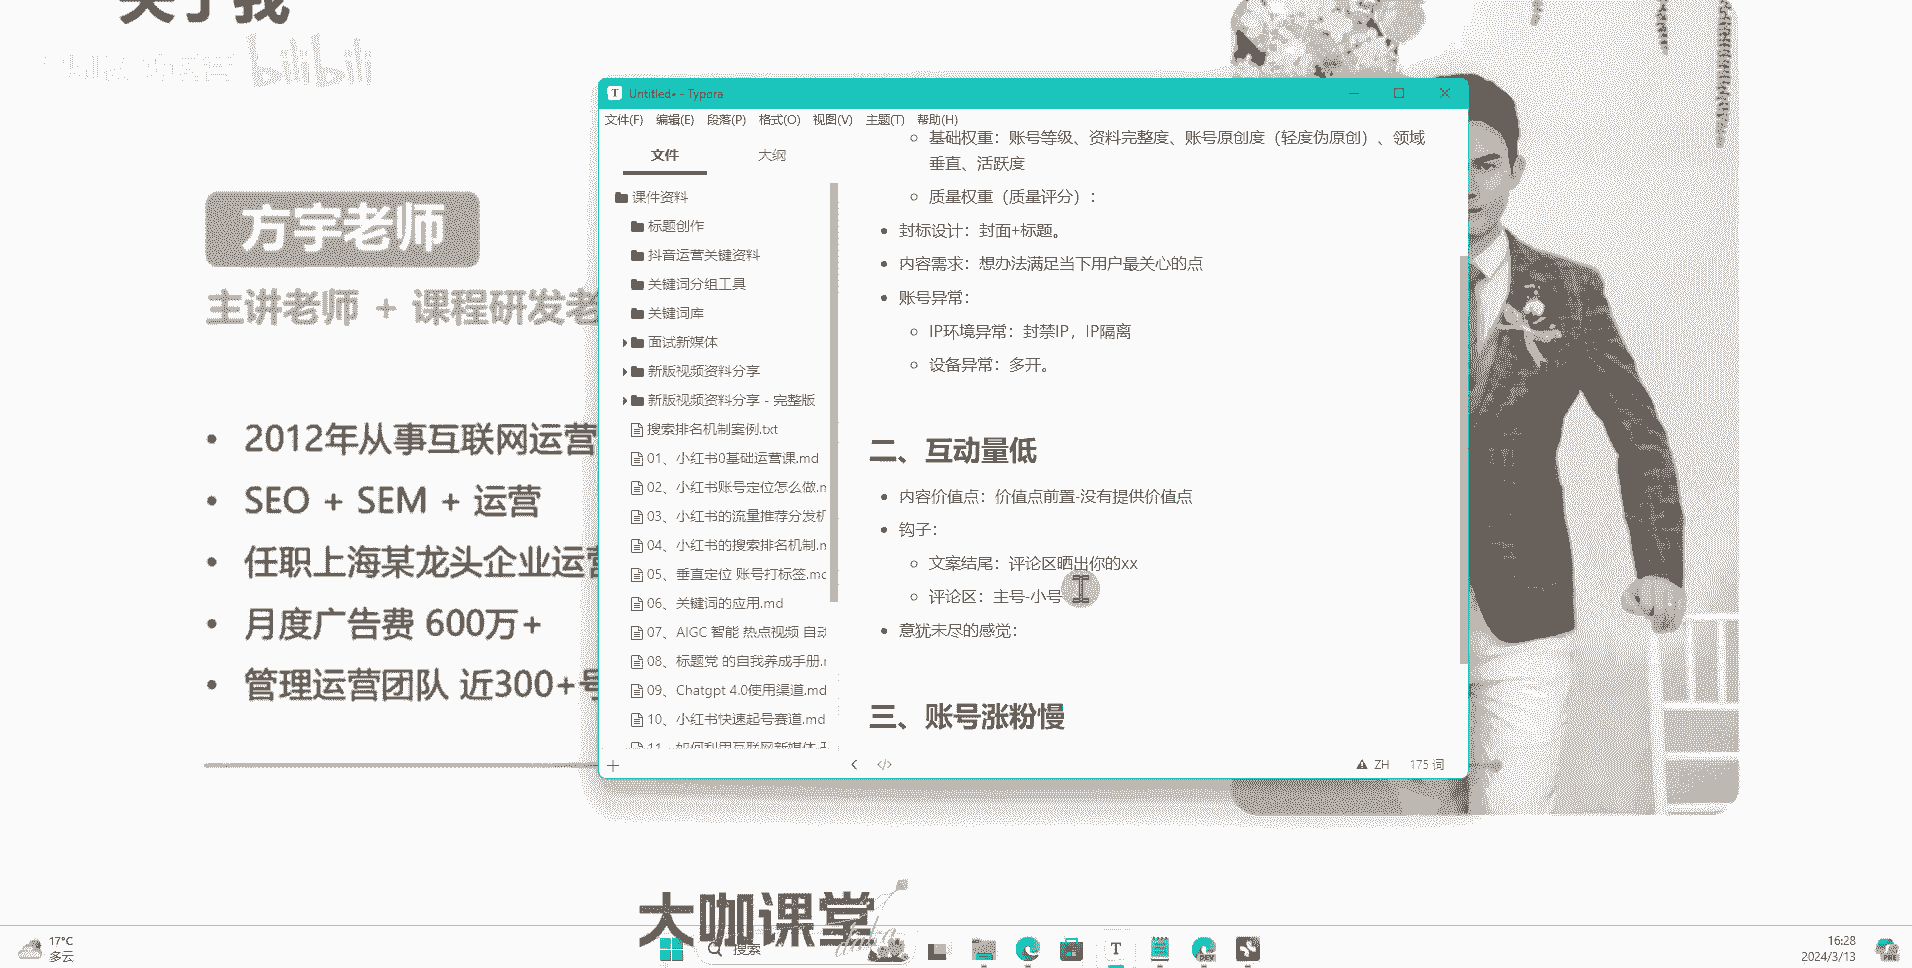 关于我
bilibili
方宇老师
主讲老师 + 课程研发老
2012年从事互联网运营
SEO + SEM + 运营
任职上海某龙头企业运营
月度广告费 600万+
管理运营团队 近300+号
Untitled• - Typora
文件(F) 编辑(E) 段落(P) 格式(O) 视图(V) 主题(T) 帮助(H)
文件 大纲
课件资料
标题创作
抖音运营关键资料
关键词分组工具
关键词库
面试新媒体
新版视频资料分享
新版视频资料分享 - 完整版
搜索排名机制案例.txt
01、小红书0基础运营课.md
02、小红书账号定位怎么做.m
03、小红书的流量推荐分发机
04、小红书的搜索排名机制.m
05、垂直定位 账号打标签.md
06、关键词的应用.md
07、AIGC 智能 热点视频 自动
08、标题党 的自我养成手册.m
09、Chatgpt 4.0使用渠道.md
10、小红书快速起号赛道.md
11、如何利用互联网新媒体
基础权重：账号等级、资料完整度、账号原创度（轻度伪原创）、领域
垂直、活跃度
质量权重（质量评分）：
封标设计：封面+标题。
内容需求：想办法满足当下用户最关心的点
账号异常：
IP环境异常：封禁IP，IP隔离
设备异常：多开。
二、互动量低
内容价值点：价值点前置-没有提供价值点
钩子：
文案结尾：评论区晒出你的xx
评论区：主号-小号
意犹未尽的感觉：
三、账号涨粉慢
ZH 175 词
大咖课堂
17°C
多云
搜索
DEV
16:28
2024/3/13
PRE